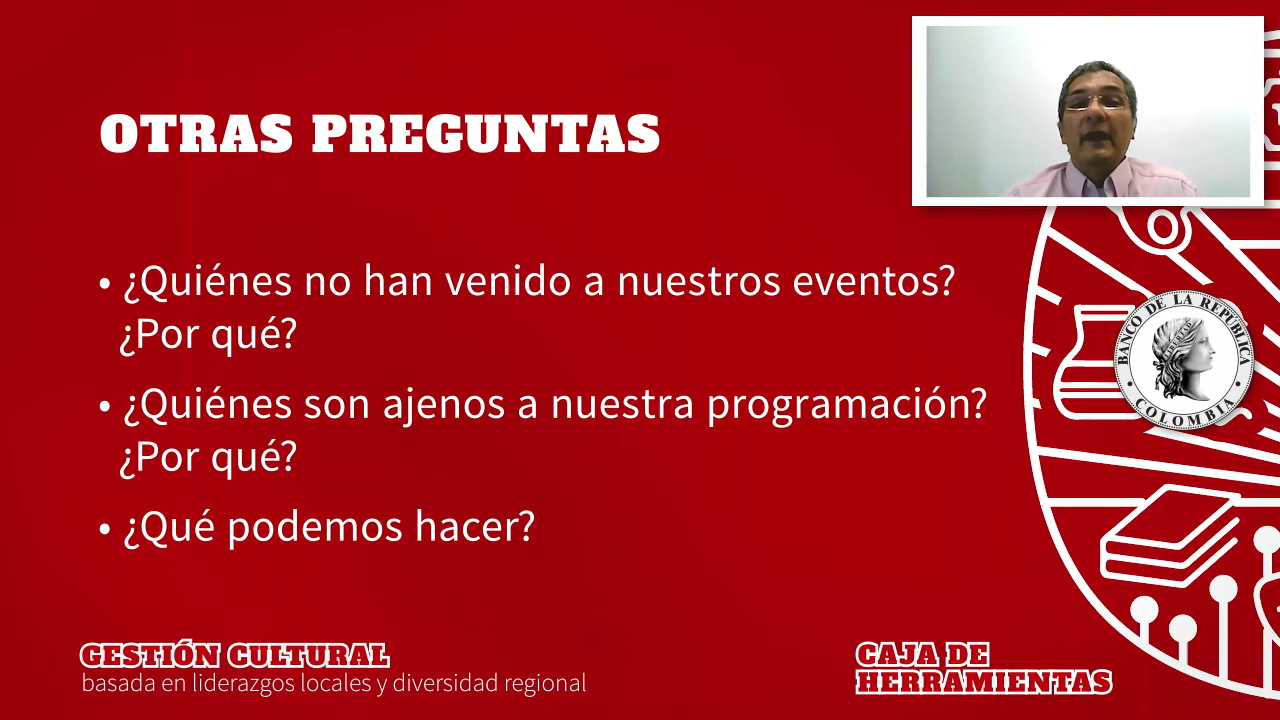 OTRAS PREGUNTAS
• ¿Quiénes no han venido a nuestros eventos?
¿Por qué?
• ¿Quiénes son ajenos a nuestra programación?
¿Por qué?
• ¿Qué podemos hacer?
BANCO DE LA REPÚBLICA
LIBERTAD
• COLOMBIA •
GESTIÓN CULTURAL
basada en liderazgos locales y diversidad regional
CAJA DE
HERRAMIENTAS